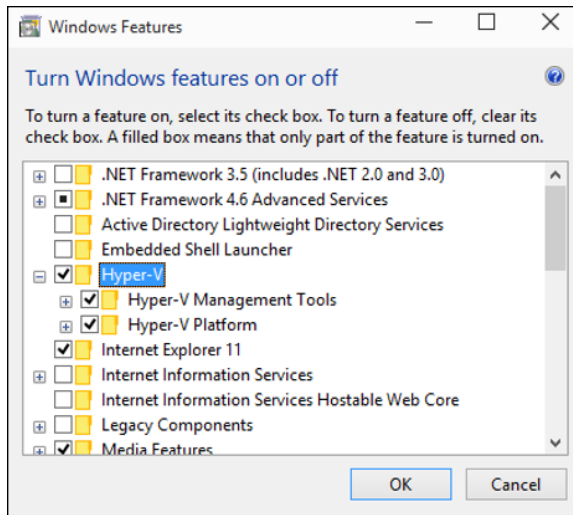 Windows Features
Turn Windows features on or off
To turn a feature on, select its check box. To turn a feature off, clear its
check box. A filled box means that only part of the feature is turned on.
.NET Framework 3.5 (includes .NET 2.0 and 3.0)
.NET Framework 4.6 Advanced Services
Active Directory Lightweight Directory Services
Embedded Shell Launcher
Hyper-V
Hyper-V Management Tools
Hyper-V Platform
Internet Explorer 11
Internet Information Services
Internet Information Services Hostable Web Core
Legacy Components
Media Features
OK Cancel